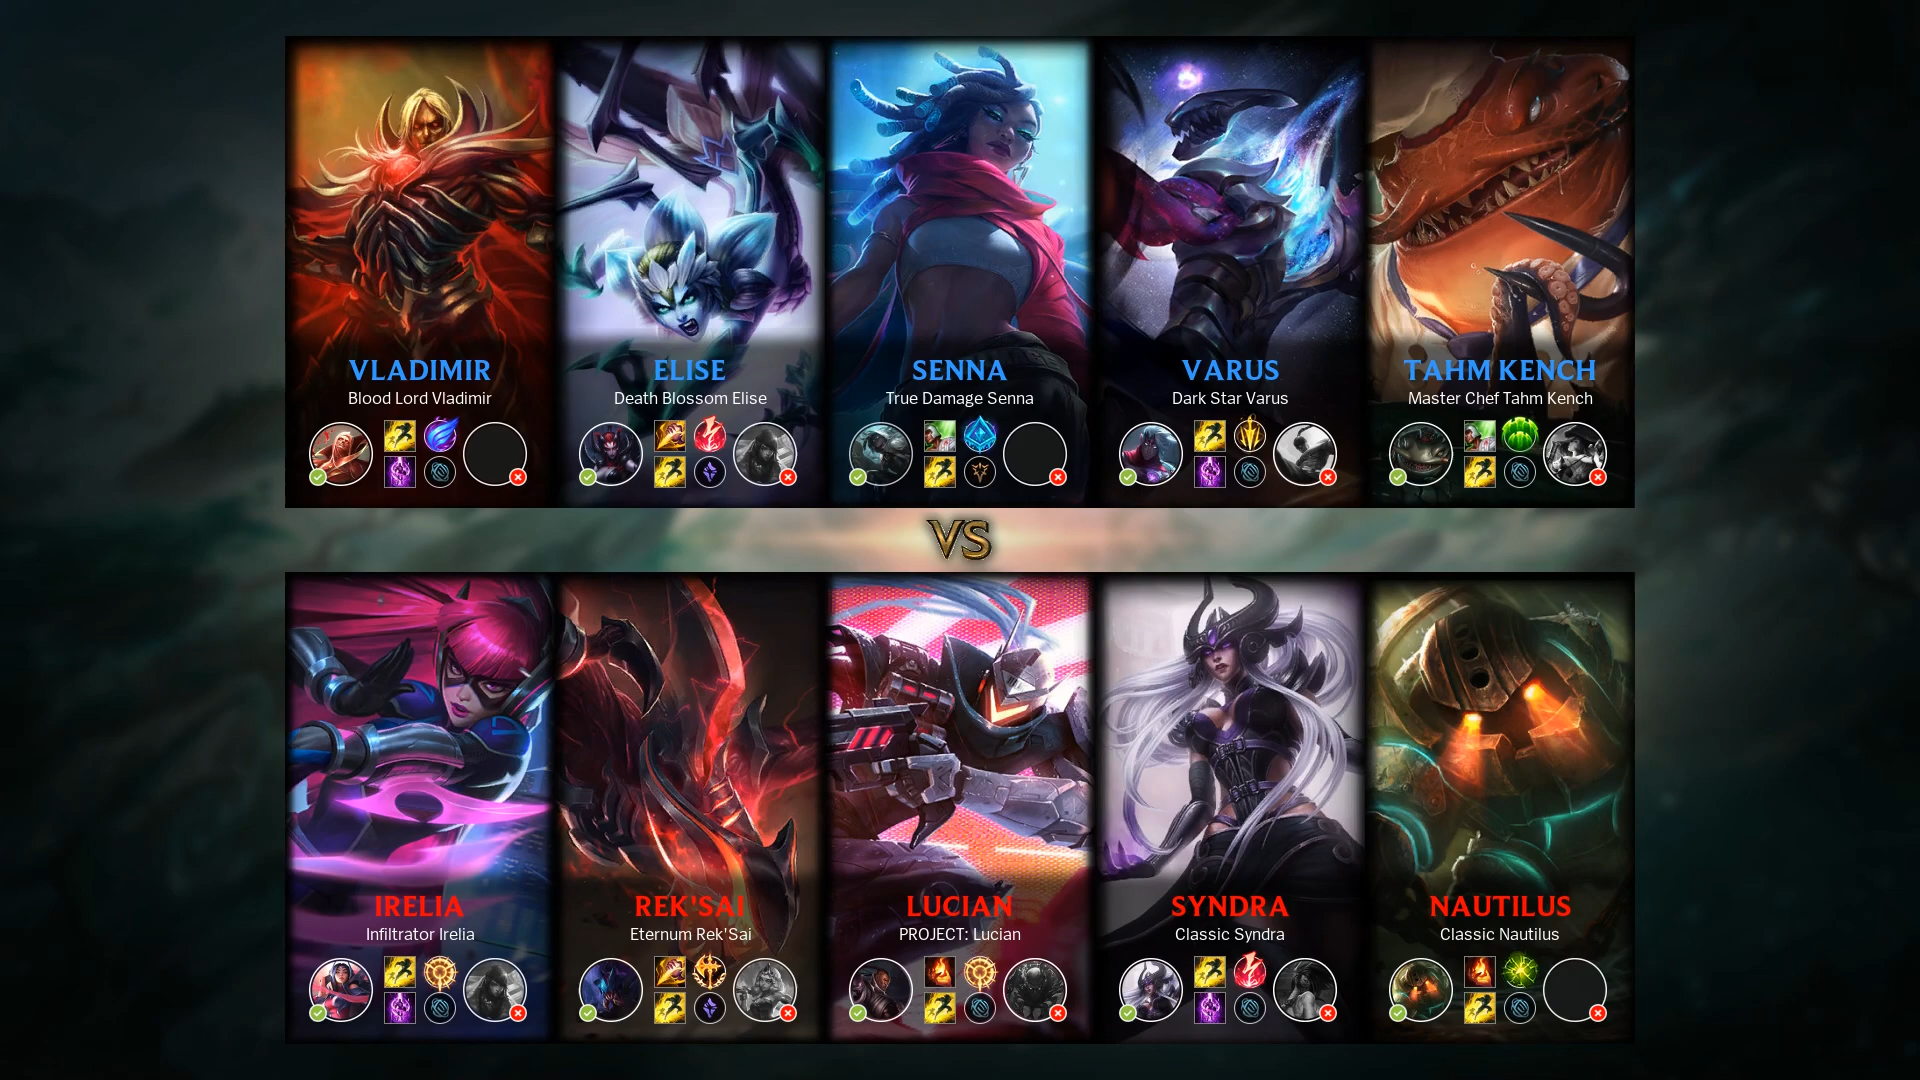 VLADIMIR
Blood Lord Vladimir
ELISE
Death Blossom Elise
SENNA
True Damage Senna
VARUS
Dark Star Varus
TAHM KENCH
Master Chef Tahm Kench
VS
IRELIA
Infiltrator Irelia
REK'SAI
Eternum Rek'Sai
LUCIAN
PROJECT: Lucian
SYNDRA
Classic Syndra
NAUTILUS
Classic Nautilus